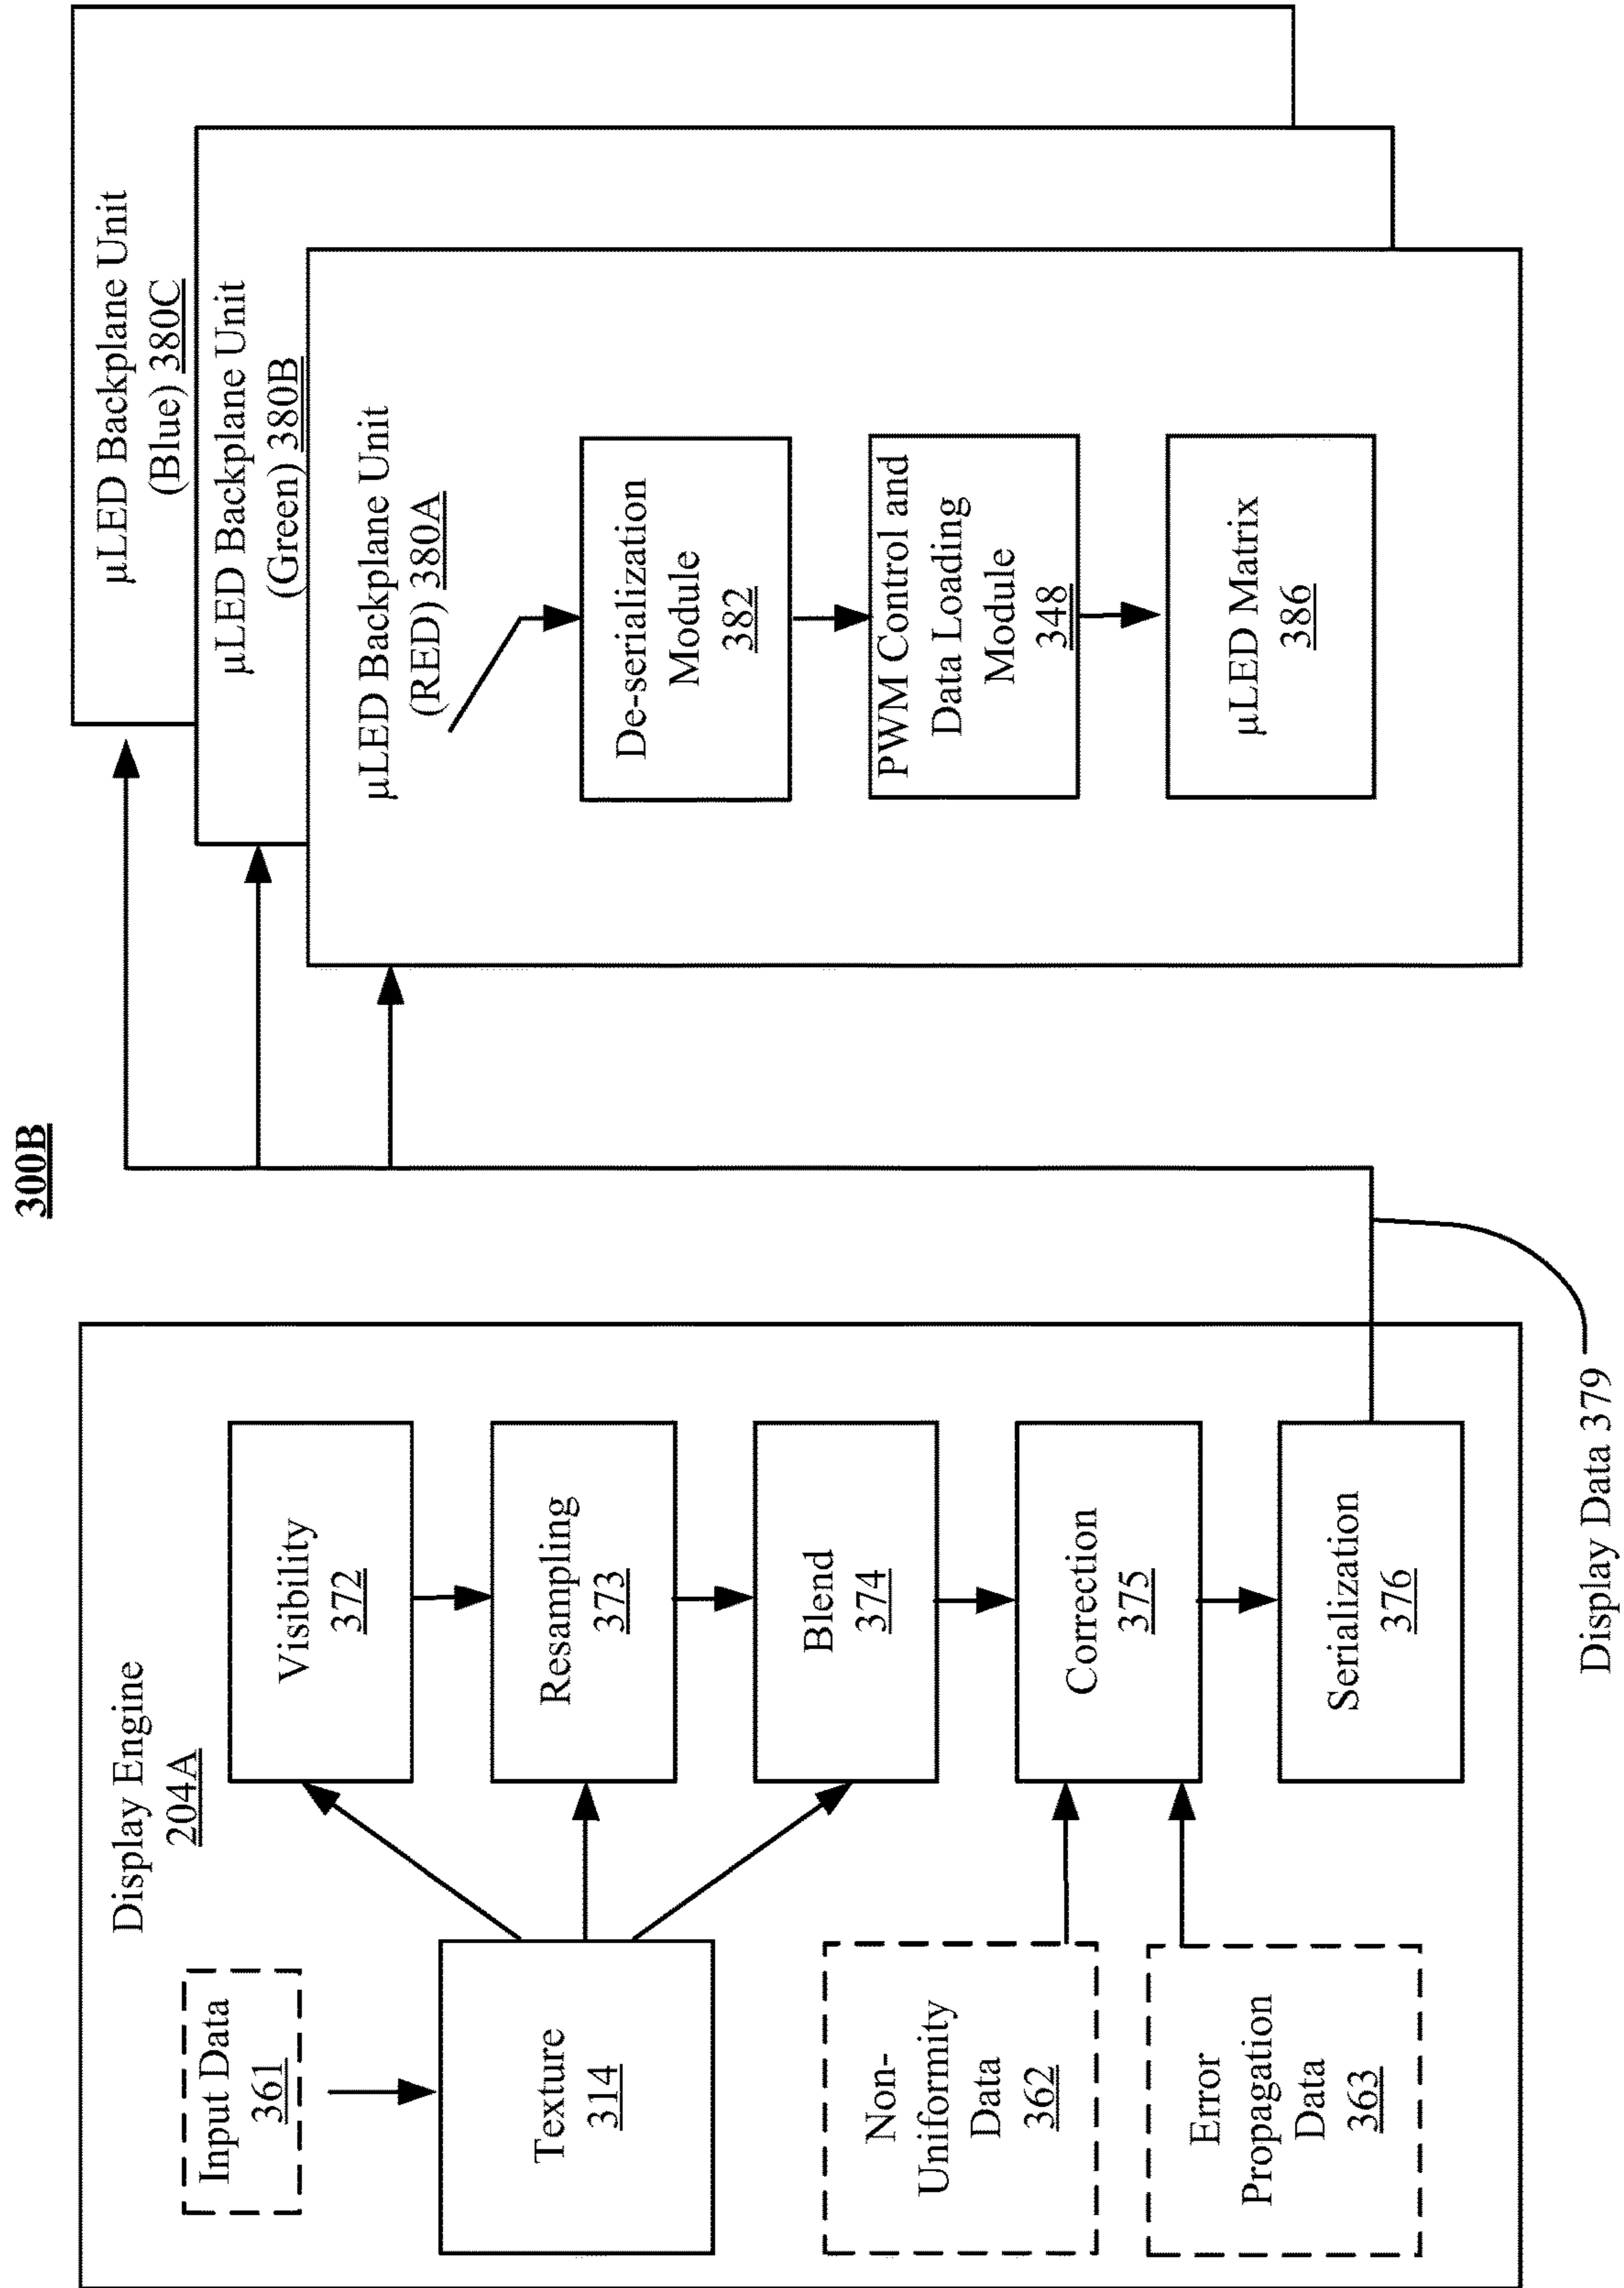 300B
Display Engine
204A
Input Data
361
Texture
314
Non-
Uniformity
Data
362
Error
Propagation
Data
363
Visibility
372
Resampling
373
Blend
374
Correction
375
Serialization
376
Display Data 379
µLED Backplane Unit
(Blue) 380C
µLED Backplane Unit
(Green) 380B
µLED Backplane Unit
(RED) 380A
De-serialization
Module
382
PWM Control and
Data Loading
Module
348
µLED Matrix
386